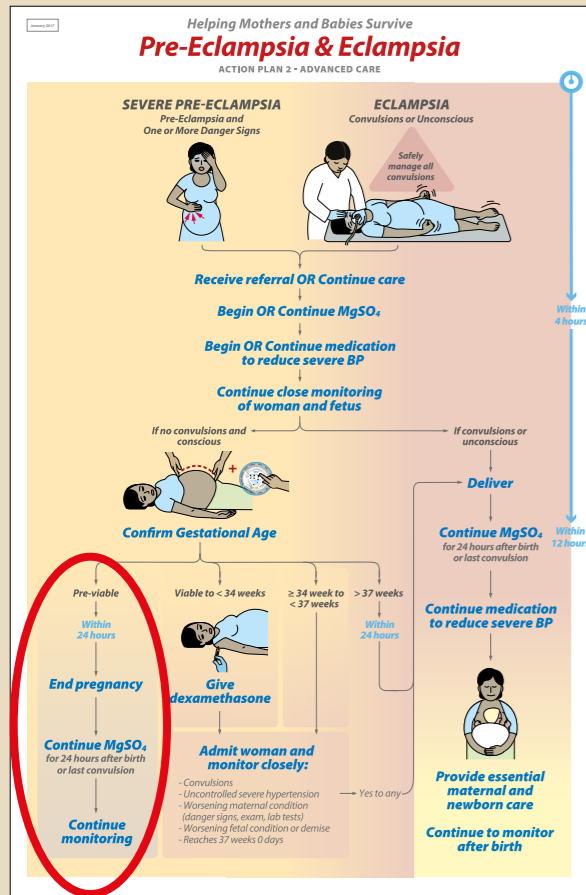 January 2017
Helping Mothers and Babies Survive
Pre-Eclampsia & Eclampsia
ACTION PLAN 2 - ADVANCED CARE
SEVERE PRE-ECLAMPSIA
Pre-Eclampsia and
One or More Danger Signs
ECLAMPSIA
Convulsions or Unconscious
Safely
manage all
convulsions
Receive referral OR Continue care
Begin OR Continue MgSO₄
Begin OR Continue medication
to reduce severe BP
Continue close monitoring
of woman and fetus
Within
4 hours
If no convulsions and
conscious
+
Confirm Gestational Age
Pre-viable
Within
24 hours
End pregnancy
Continue MgSO₄
for 24 hours after birth
or last convulsion
Continue
monitoring
Viable to < 34 weeks
Give
dexamethasone
≥ 34 week to
< 37 weeks
> 37 weeks
Within
24 hours
Admit woman and
monitor closely:
- Convulsions
- Uncontrolled severe hypertension
- Worsening maternal condition
(danger signs, exam, lab tests)
- Worsening fetal condition or demise
- Reaches 37 weeks 0 days
Yes to any
If convulsions or
unconscious
Deliver
Continue MgSO₄
for 24 hours after birth
or last convulsion
Within
12 hours
Continue medication
to reduce severe BP
Provide essential
maternal and
newborn care
Continue to monitor
after birth